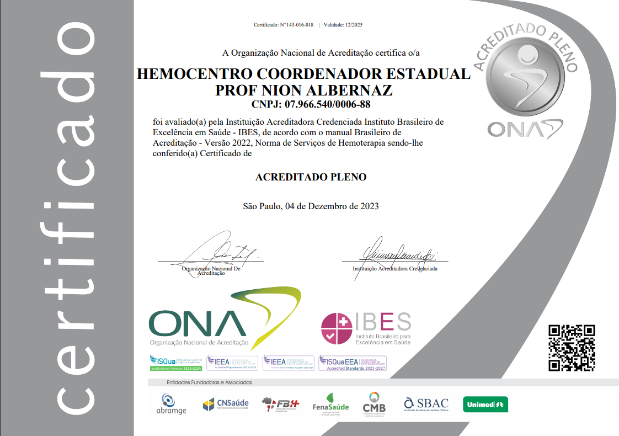 certificado
Certificado: Nº143-016-018 | Validade: 12/2025
A Organização Nacional de Acreditação certifica o/a
HEMOCENTRO COORDENADOR ESTADUAL
PROF NION ALBERNAZ
CNPJ: 07.966.540/0006-88
foi avaliado(a) pela Instituição Acreditadora Credenciada Instituto Brasileiro de
Excelência em Saúde - IBES, de acordo com o manual Brasileiro de
Acreditação - Versão 2022, Norma de Serviços de Hemoterapia sendo-lhe
conferido(a) Certificado de
ACREDITADO PLENO
São Paulo, 04 de Dezembro de 2023
ACREDITADO PLENO
ONA
Organização Nacional De
Acreditação
Instituição Acreditadora Credenciada
ONA
Organização Nacional de Acreditação
IBES
Instituto Brasileiro para
Excelência em Saúde
ISQua
IEEA
IEEA
ISQuaEEA
Entidades Fundadoras e Associadas
abramge
CNSaúde
FBH
FenaSaúde
CMB
SBAC
Unimed